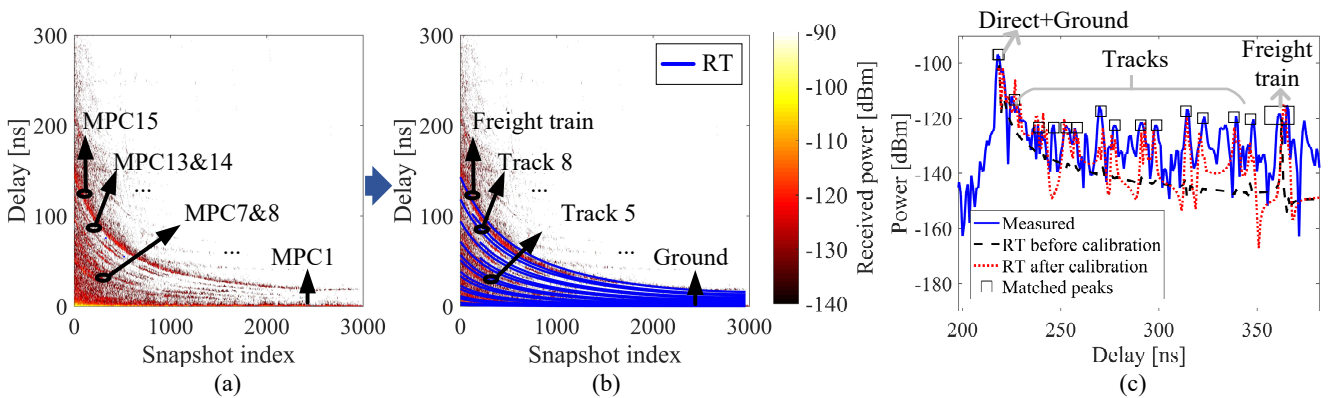 300
200
100
0
Delay [ns]
MPC15
MPC13&14
...
MPC7&8
...
MPC1
0
1000
2000
3000
Snapshot index
(a)
300
200
100
0
Delay [ns]
RT
Freight train
Track 8
...
Track 5
...
Ground
0
1000
2000
3000
Snapshot index
(b)
-90
-100
-110
-120
-130
-140
Received power [dBm]
Direct+Ground
Tracks
Freight
train
-100
-120
-140
-160
-180
Power [dBm]
Measured
RT before calibration
RT after calibration
Matched peaks
200
250
300
350
Delay [ns]
(c)